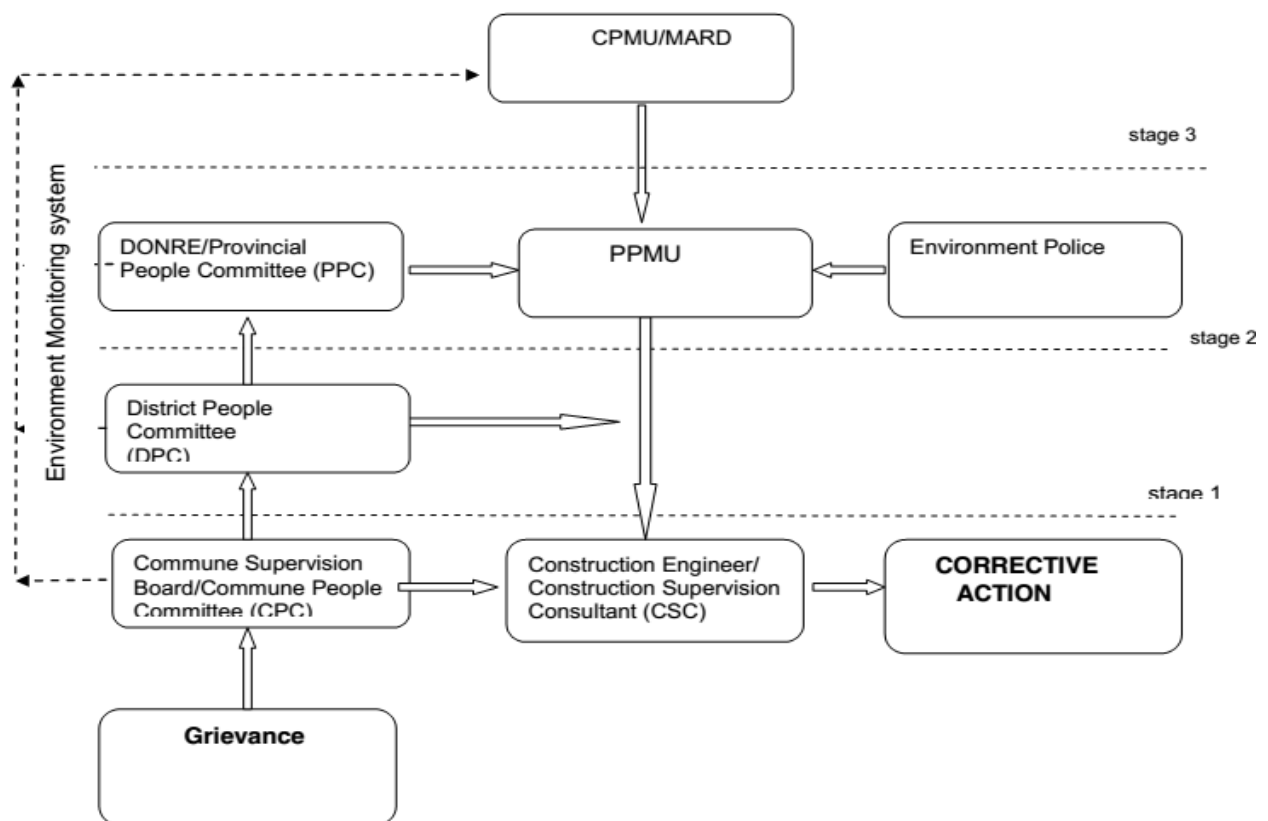 CPMU/MARD
stage 3
Environment Monitoring system
DONRE/Provincial
People Committee (PPC)
PPMU
Environment Police
stage 2
District People
Committee
(DPC)
stage 1
Commune Supervision
Board/Commune People
Committee (CPC)
Construction Engineer/
Construction Supervision
Consultant (CSC)
CORRECTIVE
ACTION
Grievance